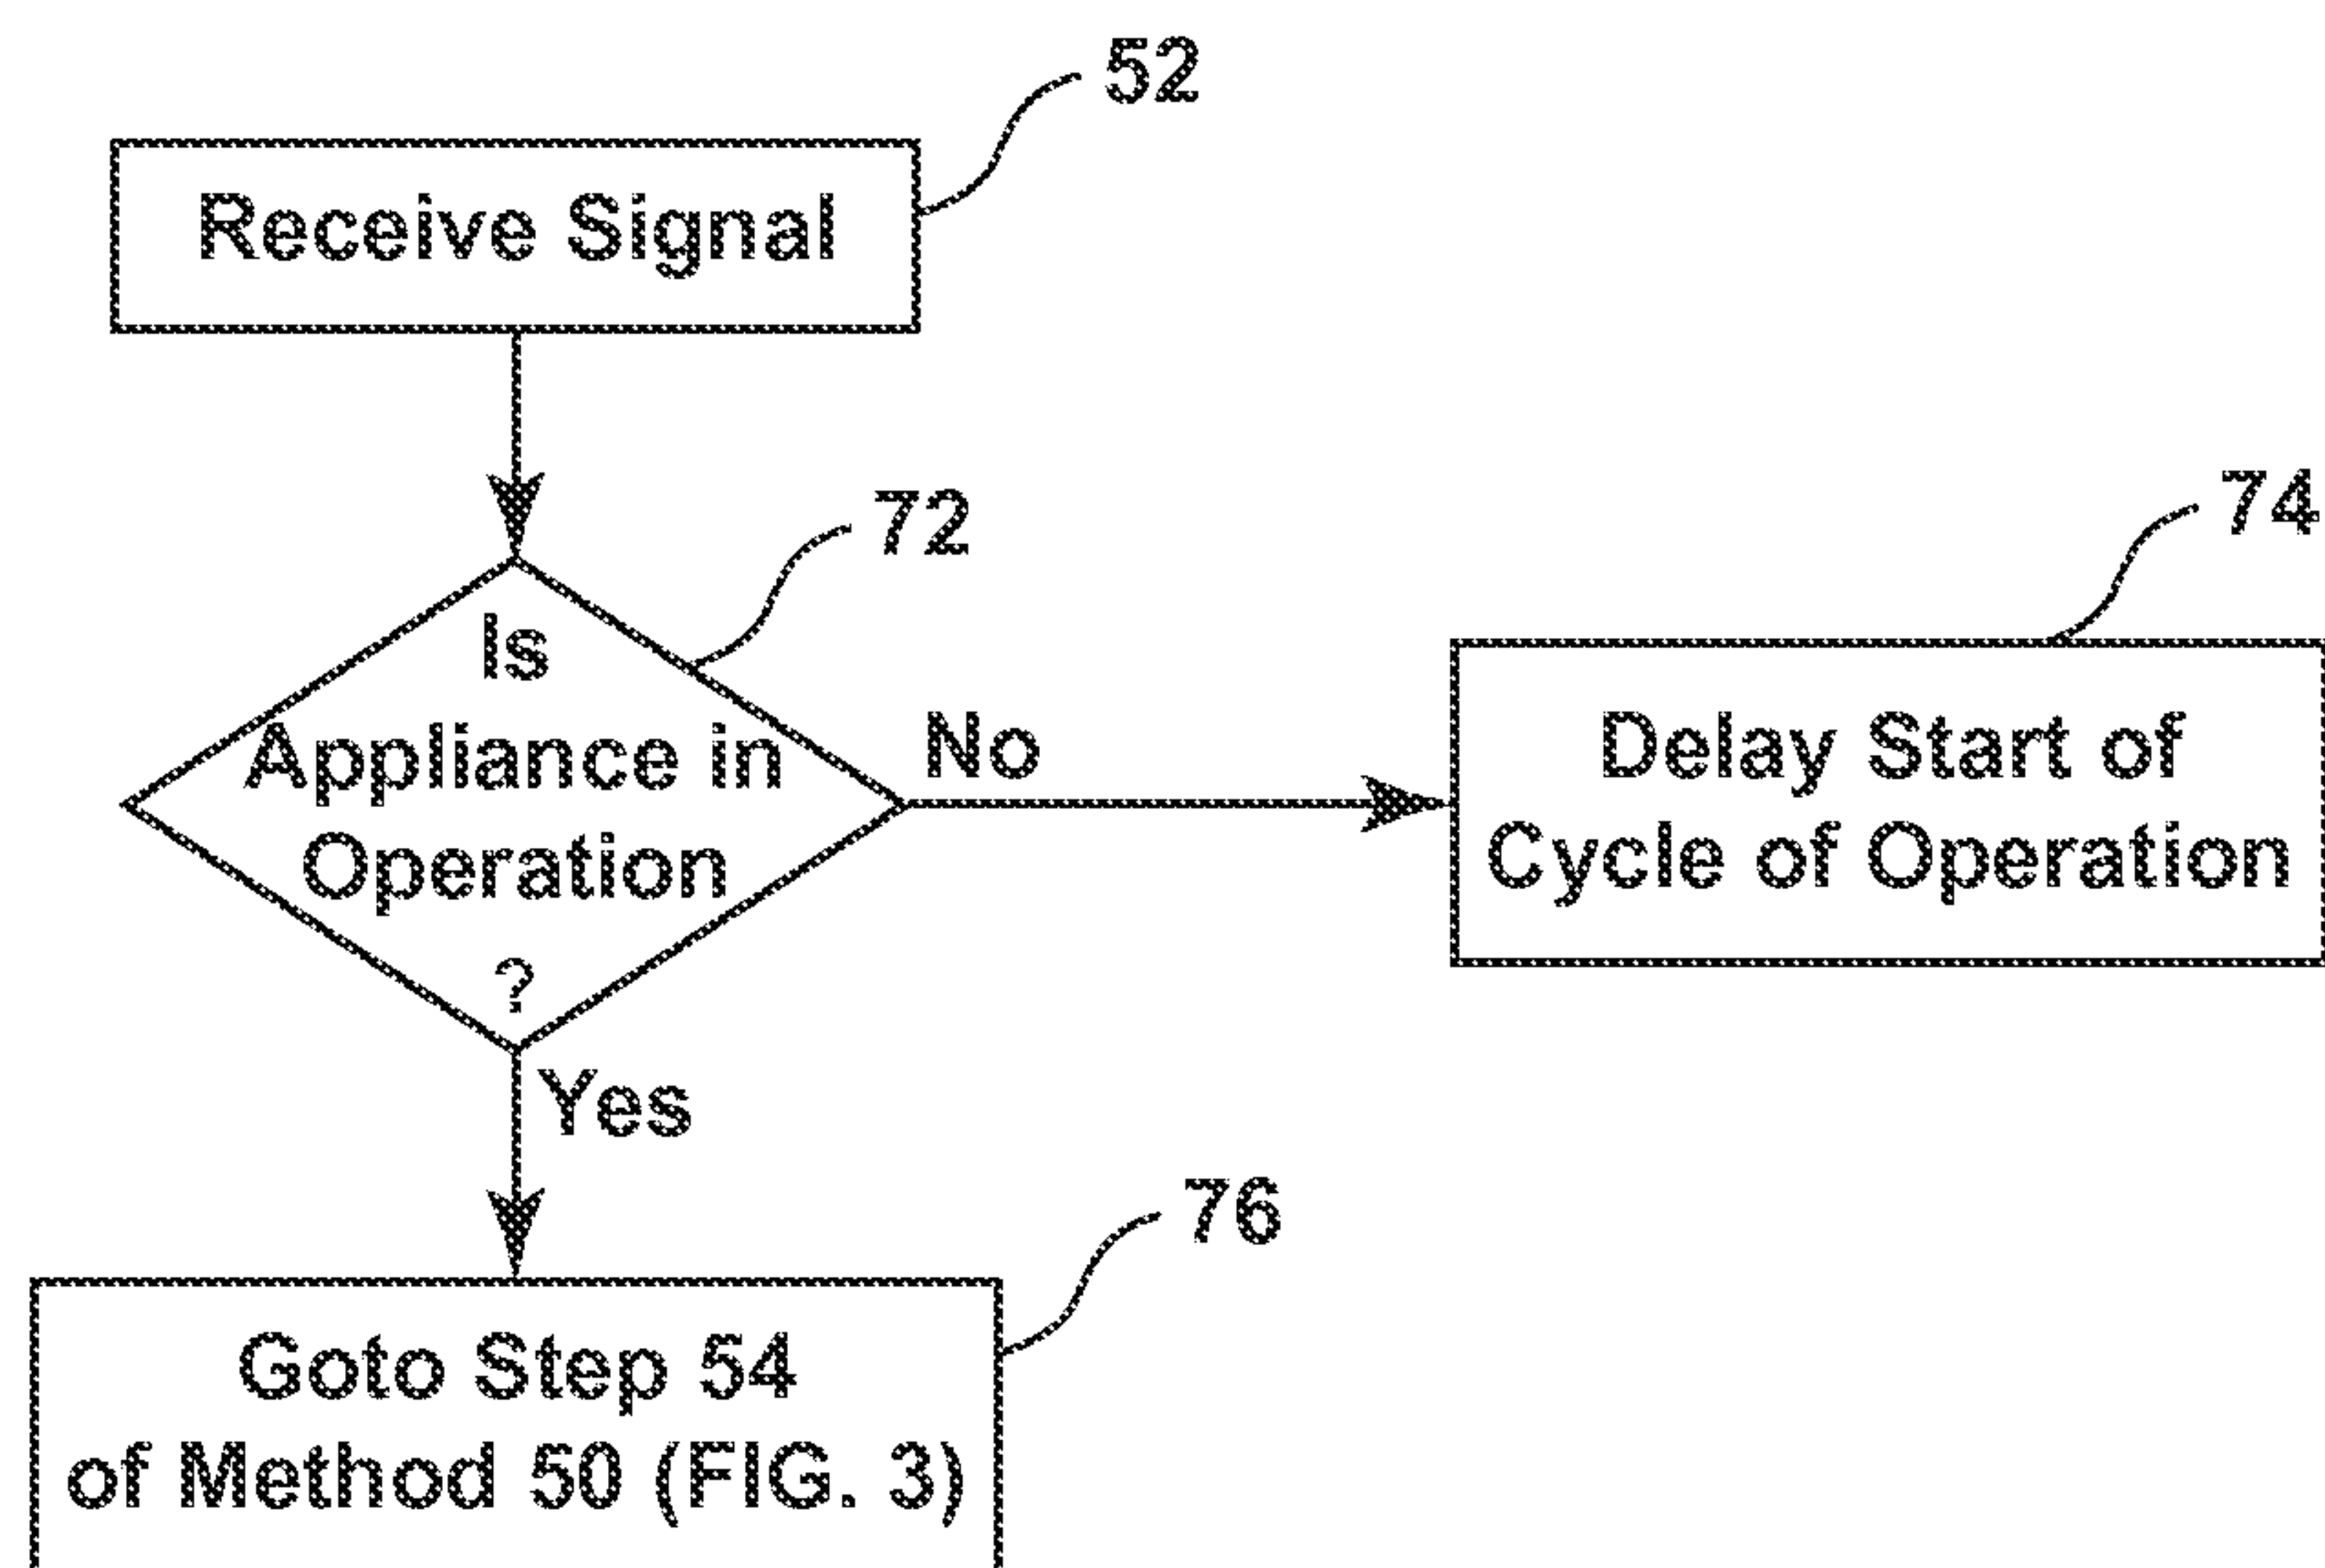 52
Receive Signal
72
Is
Appliance in
Operation
?
No
74
Delay Start of
Cycle of Operation
Yes
76
Goto Step 54
of Method 50 (FIG. 3)